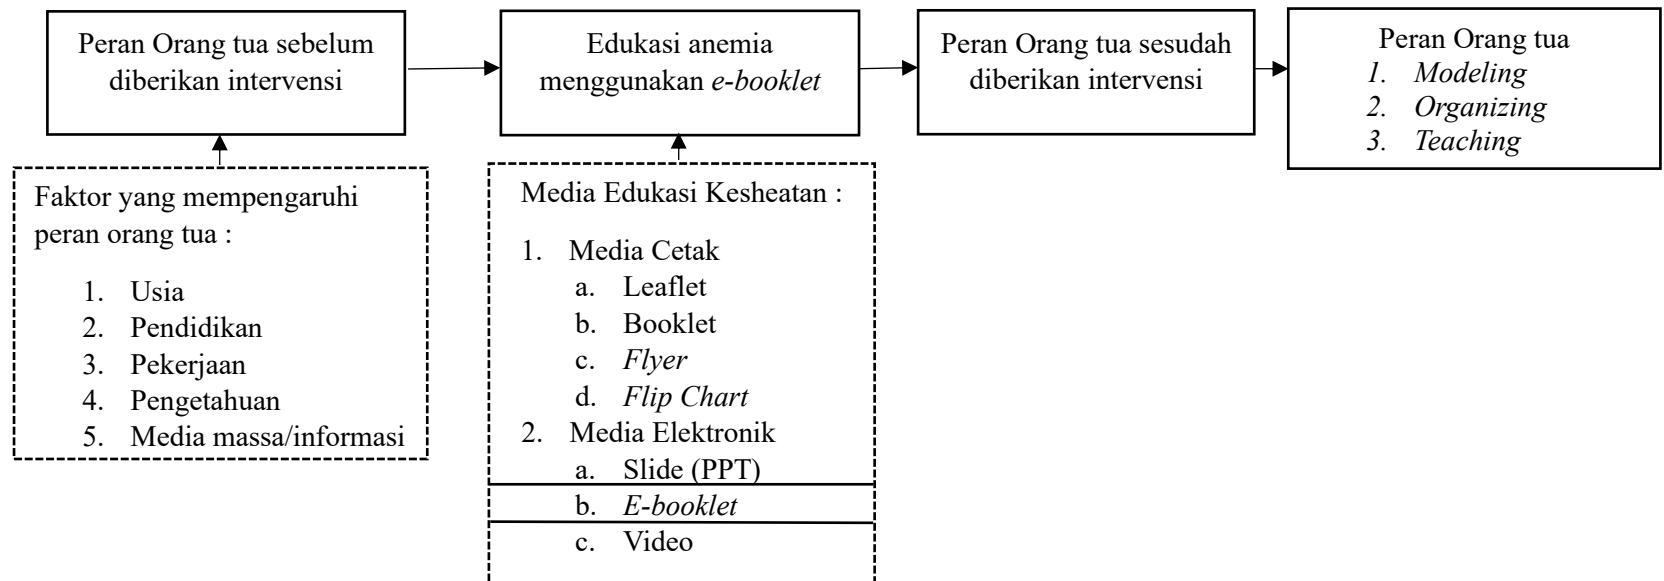 Peran Orang tua sebelum
diberikan intervensi
Edukasi anemia
menggunakan e-booklet
Peran Orang tua sesudah
diberikan intervensi
Peran Orang tua
1. Modeling
2. Organizing
3. Teaching
Faktor yang mempengaruhi
peran orang tua :
1. Usia
2. Pendidikan
3. Pekerjaan
4. Pengetahuan
5. Media massa/informasi
Media Edukasi Kesheatan :
1. Media Cetak
a. Leaflet
b. Booklet
c. Flyer
d. Flip Chart
2. Media Elektronik
a. Slide (PPT)
b. E-booklet
c. Video